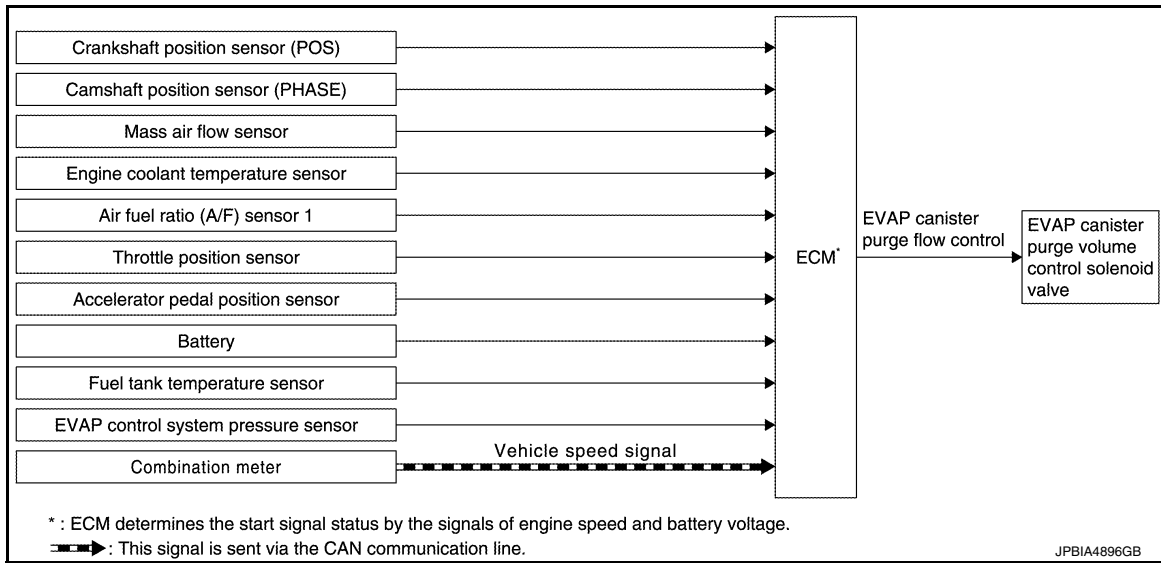 Crankshaft position sensor (POS)
Camshaft position sensor (PHASE)
Mass air flow sensor
Engine coolant temperature sensor
Air fuel ratio (A/F) sensor 1
Throttle position sensor
Accelerator pedal position sensor
Battery
Fuel tank temperature sensor
EVAP control system pressure sensor
Combination meter
Vehicle speed signal
ECM*
EVAP canister
purge flow control
EVAP canister
purge volume
control solenoid
valve
* : ECM determines the start signal status by the signals of engine speed and battery voltage.
: This signal is sent via the CAN communication line.
JPBIA4896GB